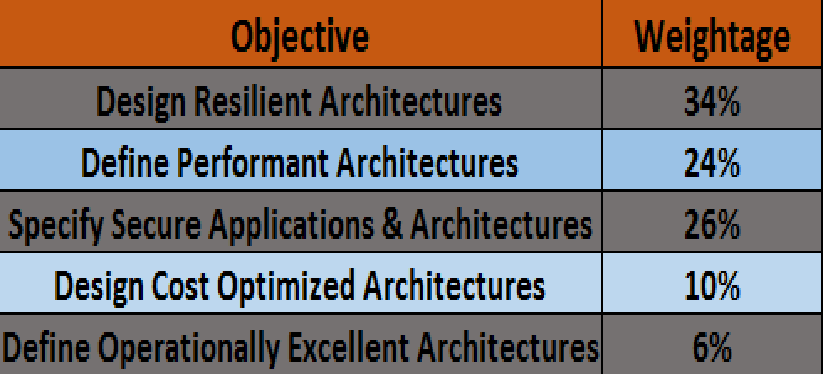 Objective Weightage
Design Resilient Architectures 34%
Define Performant Architectures 24%
Specify Secure Applications & Architectures 26%
Design Cost Optimized Architectures 10%
Define Operationally Excellent Architectures 6%